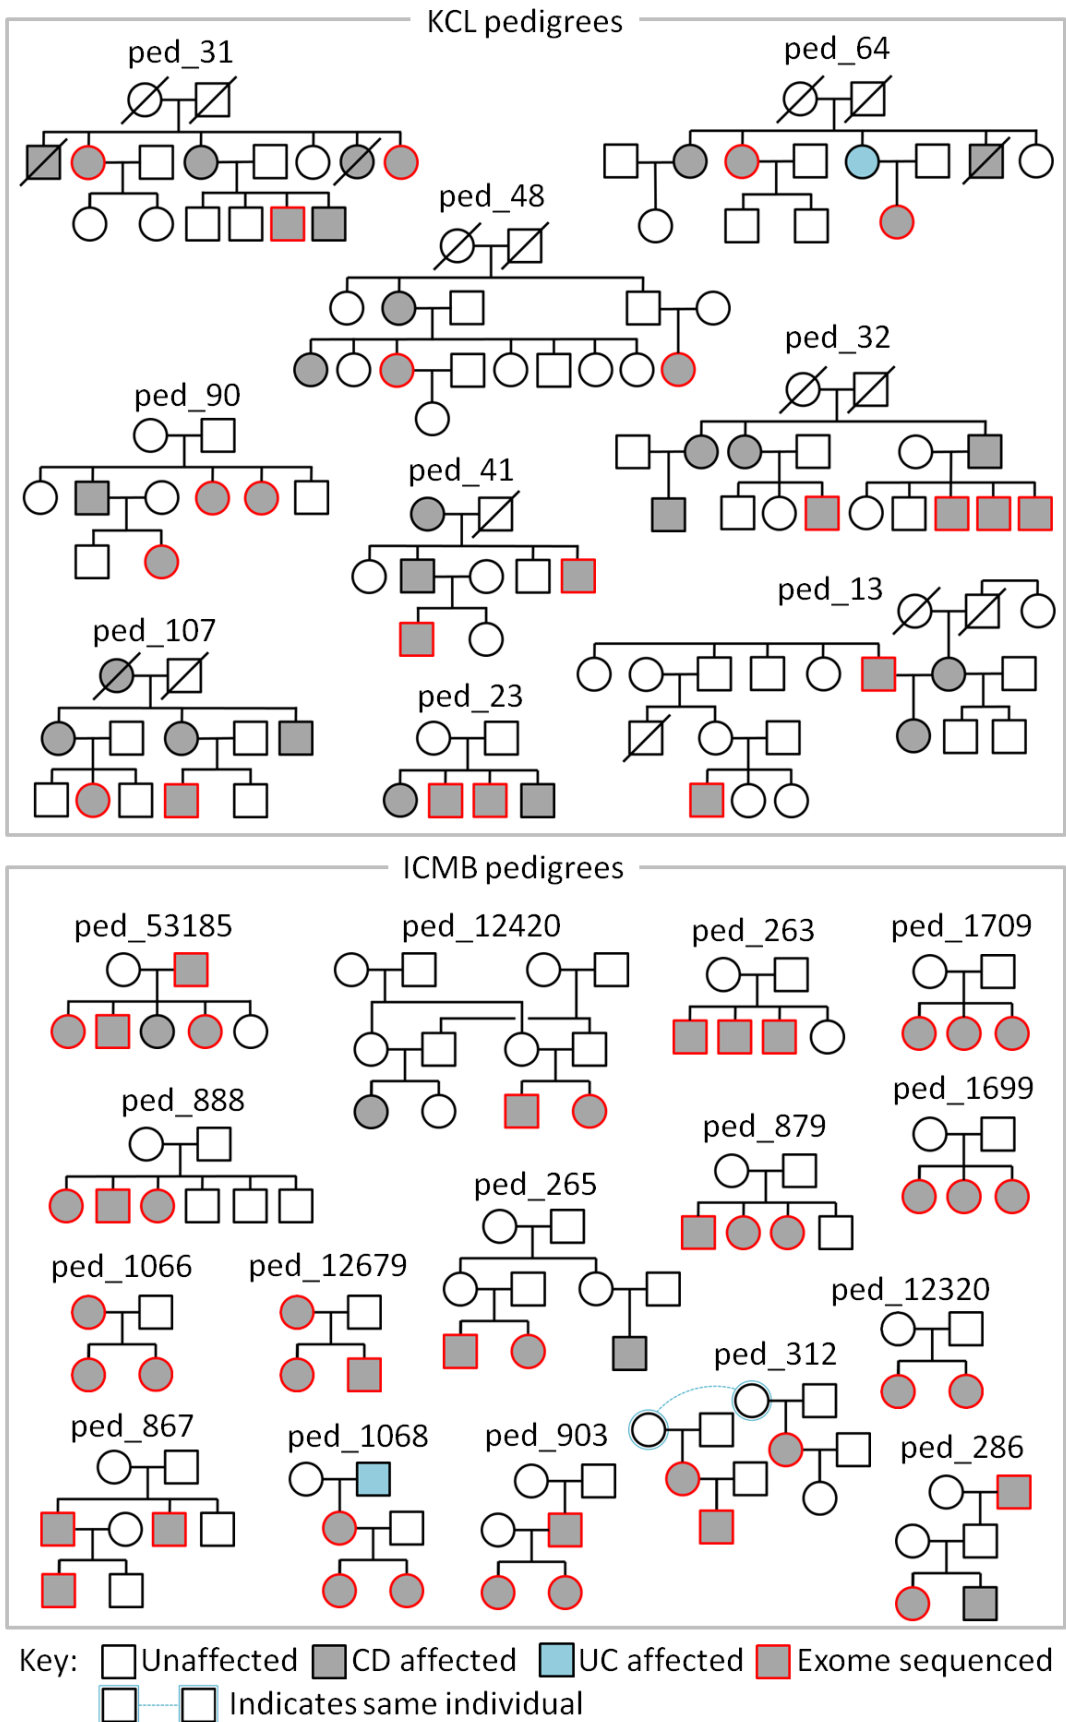 KCL pedigrees
ped_31
ped_64
ped_48
ped_32
ped_90
ped_41
ped_13
ped_107
ped_23
ICMB pedigrees
ped_53185
ped_12420
ped_263
ped_1709
ped_888
ped_1699
ped_879
ped_265
ped_1066
ped_12679
ped_12320
ped_312
ped_867
ped_1068
ped_903
ped_286
Key: Unaffected CD affected UC affected Exome sequenced
Indicates same individual